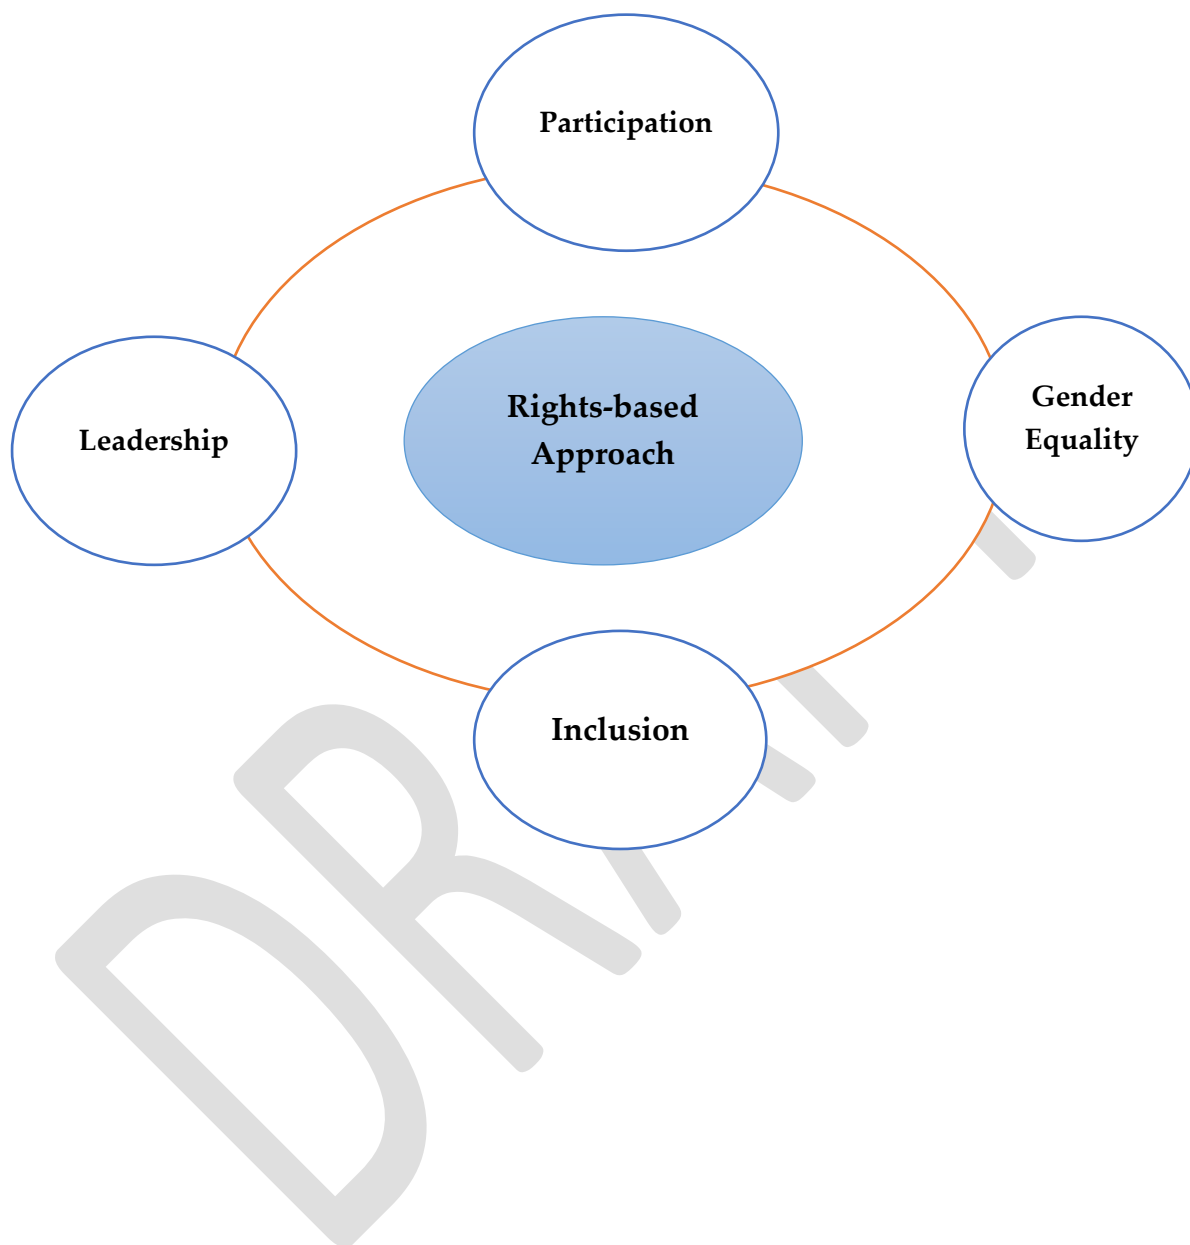 Participation
Leadership
Rights-based
Approach
Gender
Equality
Inclusion
DRAFT